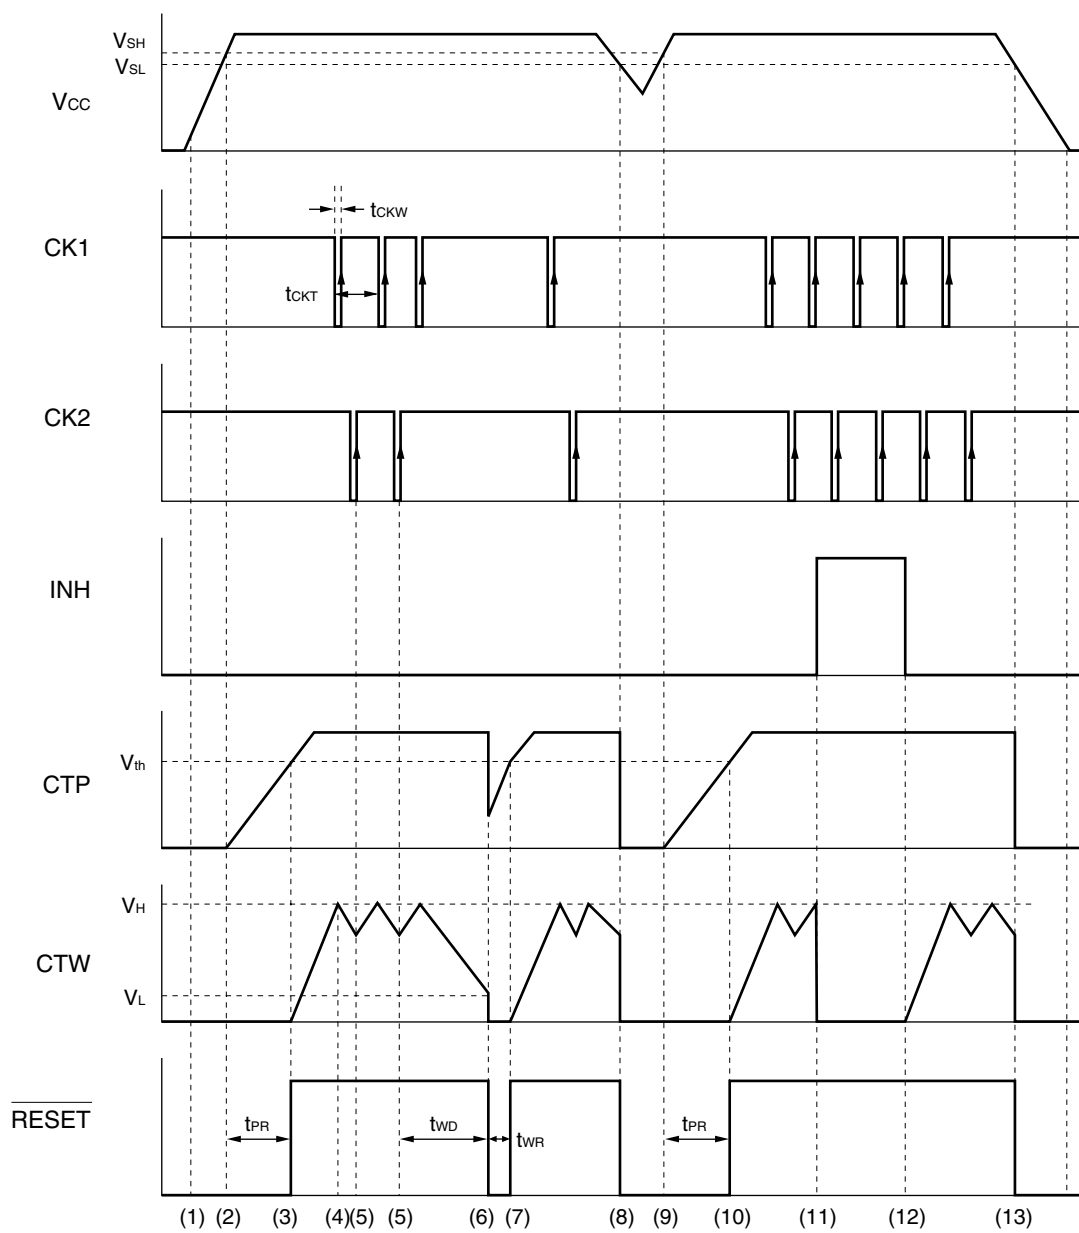 VSH
VSL
VCC
tCKW
CK1
tCKT
CK2
INH
Vth
CTP
VH
CTW
VL
RESET
tPR tWD tWR tPR
(1) (2) (3) (4)(5) (5) (6) (7) (8) (9) (10) (11) (12) (13)